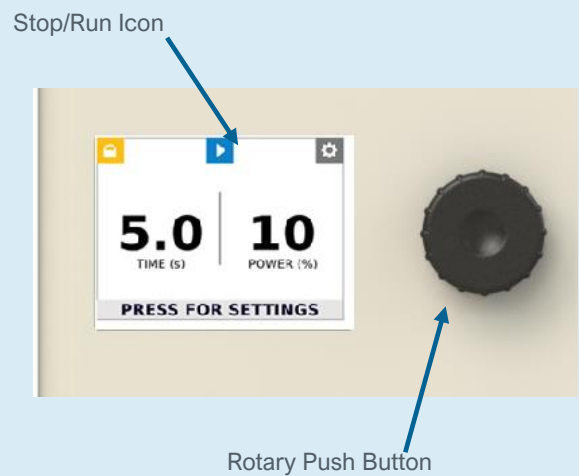 Stop/Run Icon
5.0 10
TIME (s) POWER (%)
PRESS FOR SETTINGS
Rotary Push Button